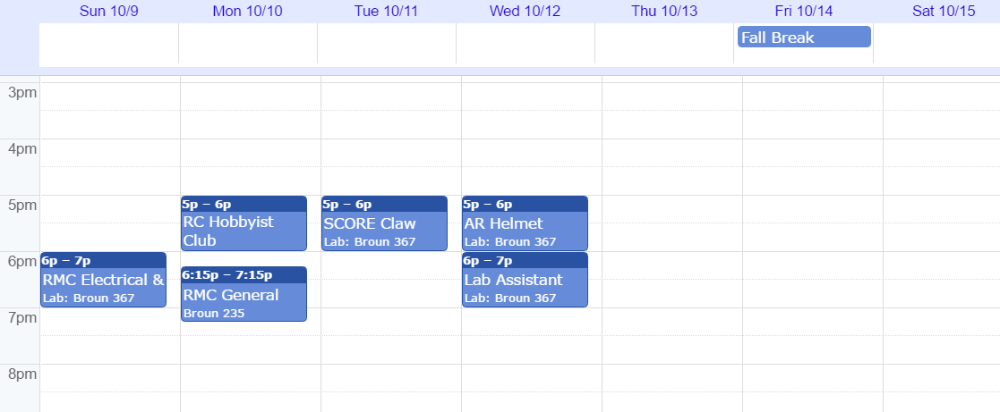 Sun 10/9 Mon 10/10 Tue 10/11 Wed 10/12 Thu 10/13 Fri 10/14 Sat 10/15
Fall Break
3pm
4pm
5pm
6pm
7pm
8pm
6p – 7p
RMC Electrical &
Lab: Broun 367
5p – 6p
RC Hobbyist
Club
6:15p – 7:15p
RMC General
Broun 235
5p – 6p
SCORE Claw
Lab: Broun 367
5p – 6p
AR Helmet
Lab: Broun 367
6p – 7p
Lab Assistant
Lab: Broun 367